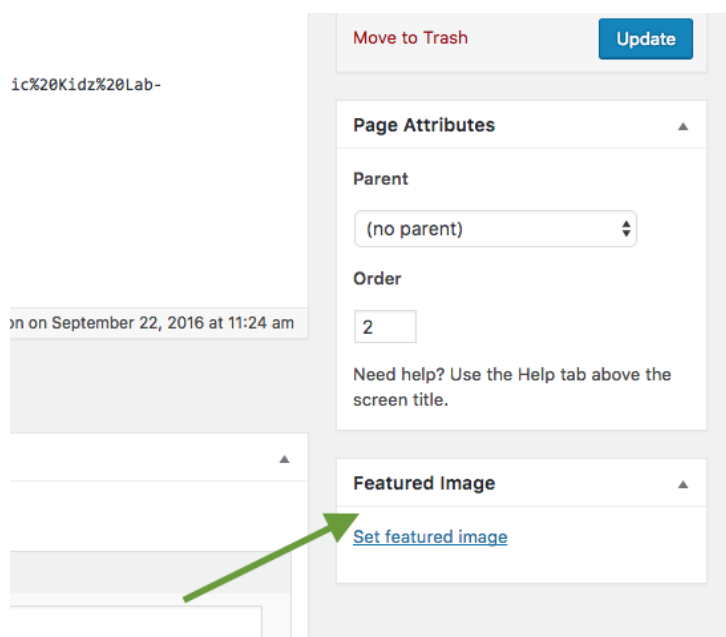 Move to Trash
Update
ic%20Kidz%20Lab-
Page Attributes
Parent
(no parent)
Order
on on September 22, 2016 at 11:24 am
2
Need help? Use the Help tab above the
screen title.
Featured Image
Set featured image